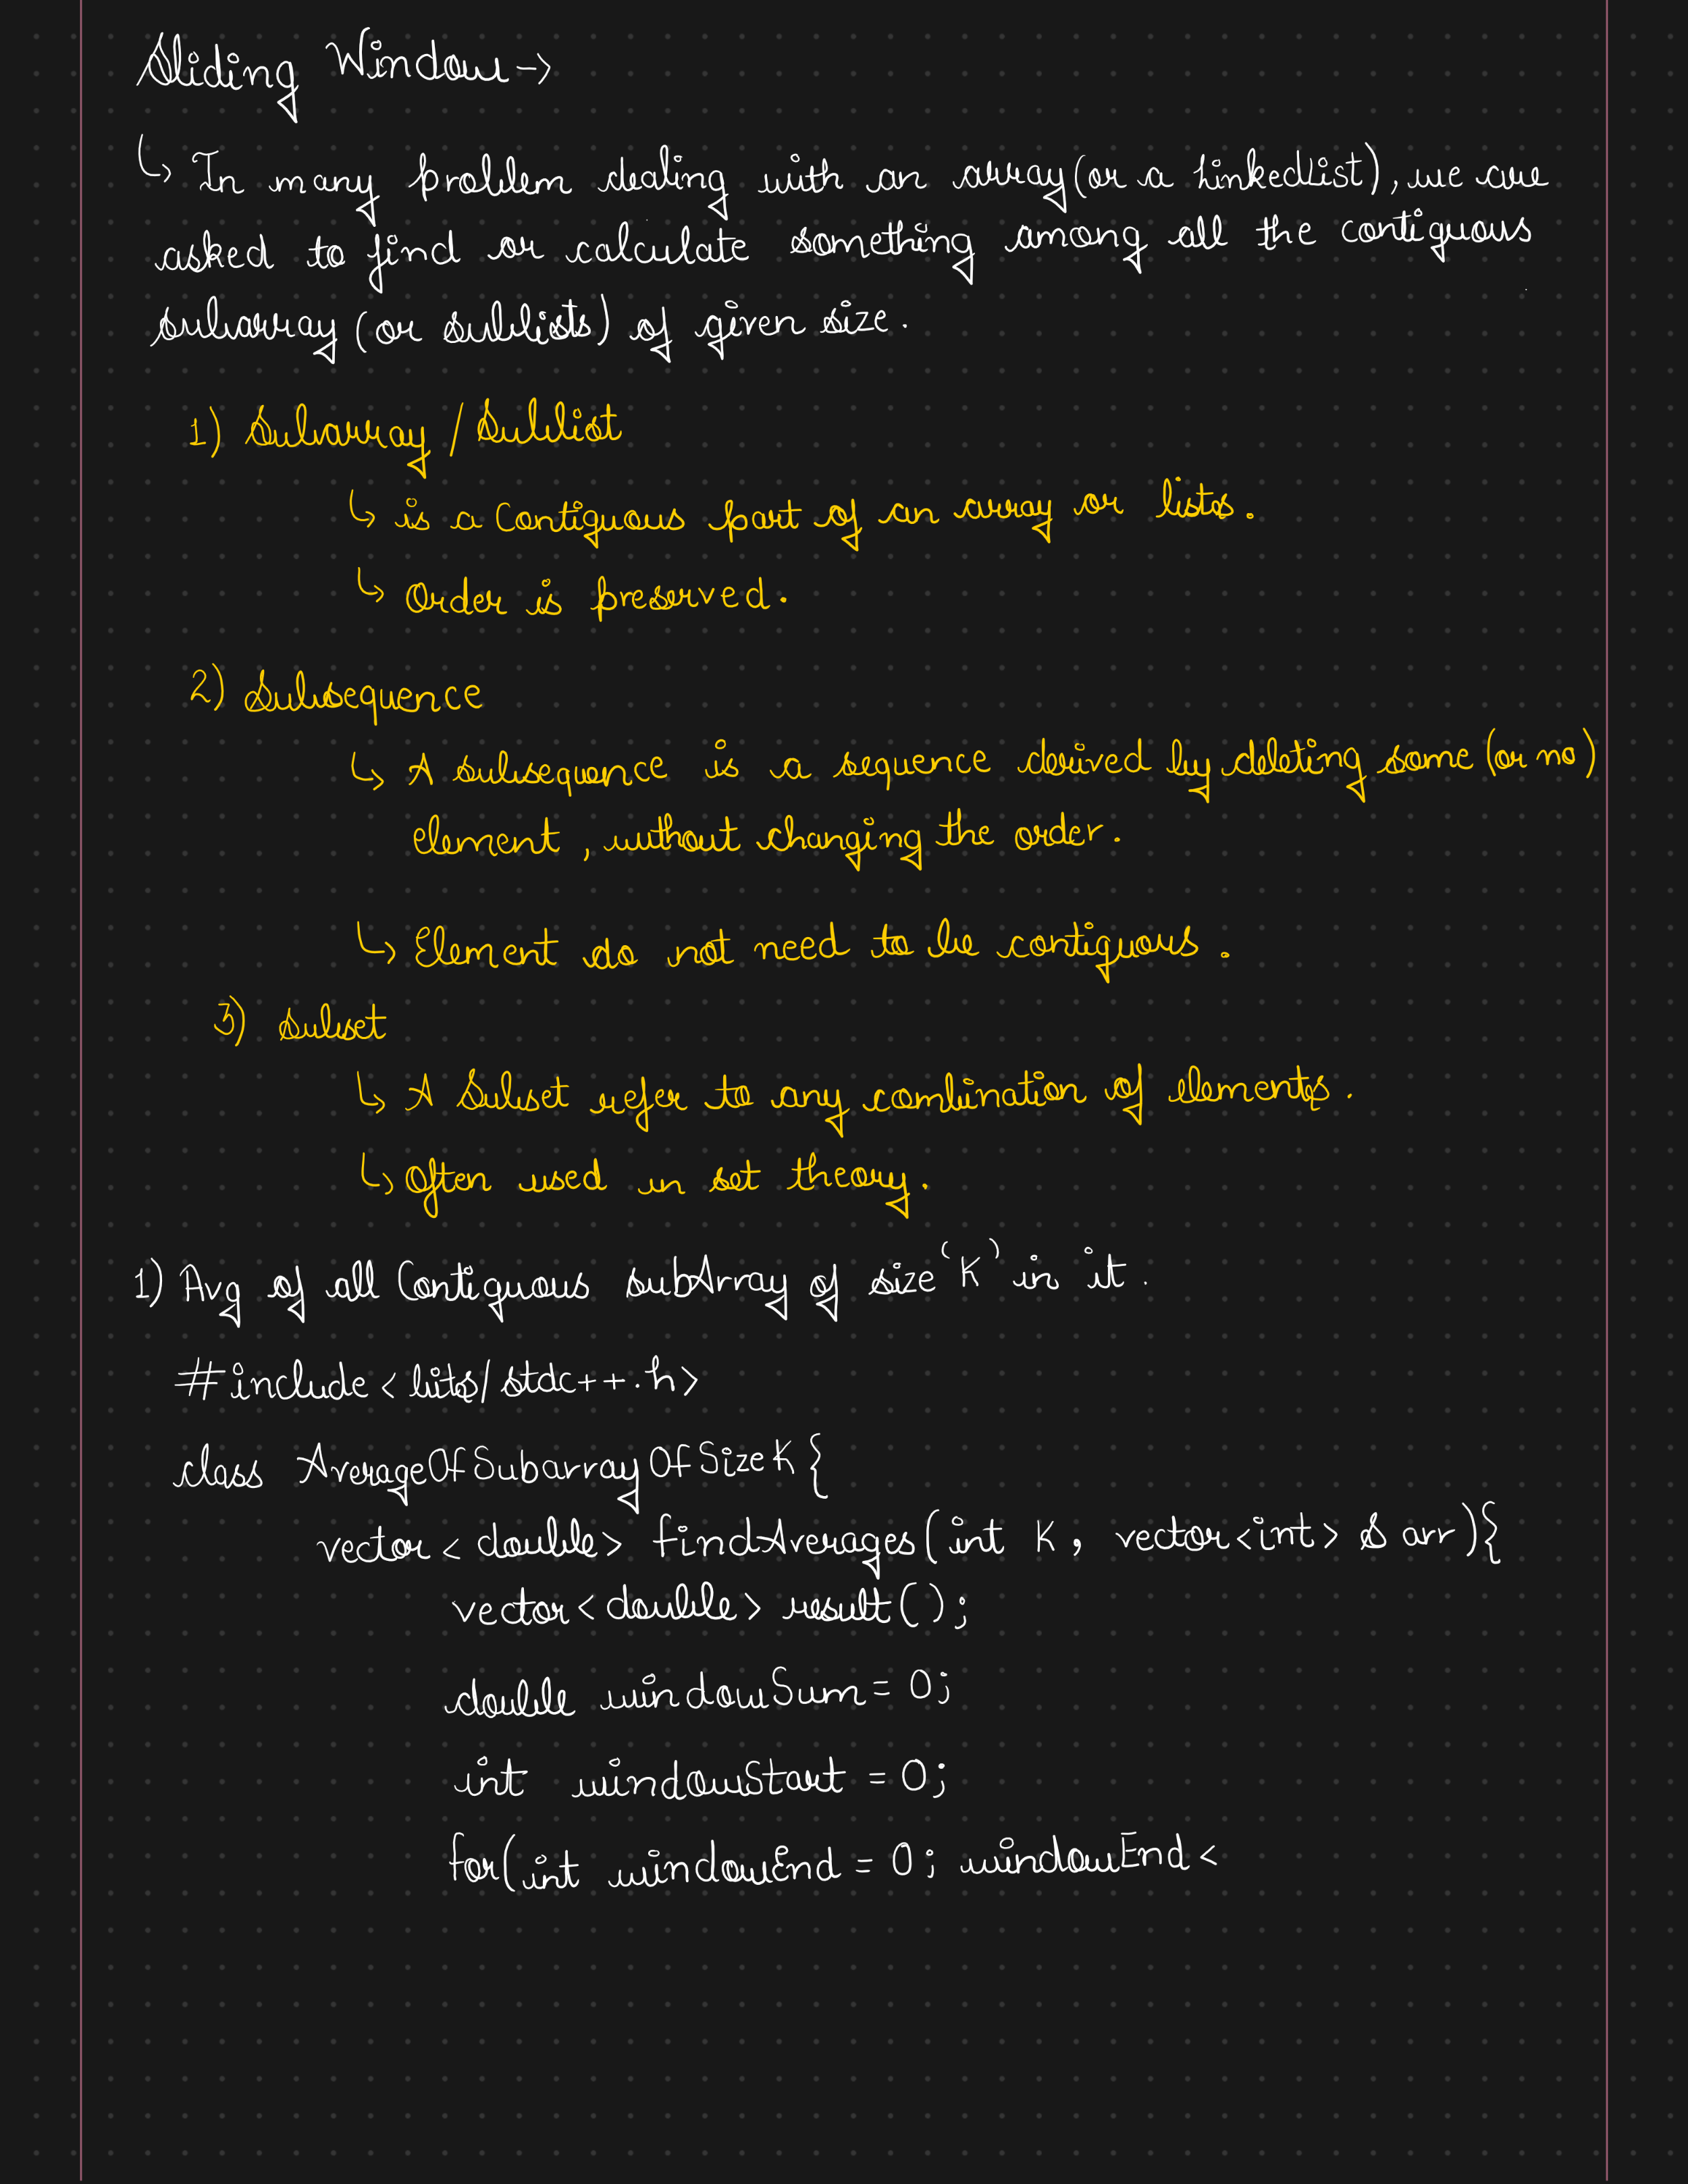 Sliding Window ->
↳ In many problem dealing with an array (or a LinkedList), we are
asked to find or calculate something among all the contiguous
subarray (or sublists) of given size.
1) Subarray / Sublist
↳ is a Contiguous part of an array or lists.
↳ Order is preserved.
2) Subsequence
↳ A subsequence is a sequence derived by deleting some (or no)
element, without changing the order.
↳ Element do not need to be contiguous.
3) Subset
↳ A Subset refer to any combination of elements.
↳ Often used in set theory.
1) Avg of all Contiguous subArray of size 'K' in it.
#include <bits/stdc++.h>
class AverageOfSubarrayOfSizeK {
vector<double> findAverages(int K, vector<int> & arr){
vector<double> result();
double windowSum = 0;
int windowStart = 0;
for(int windowEnd = 0; windowEnd <